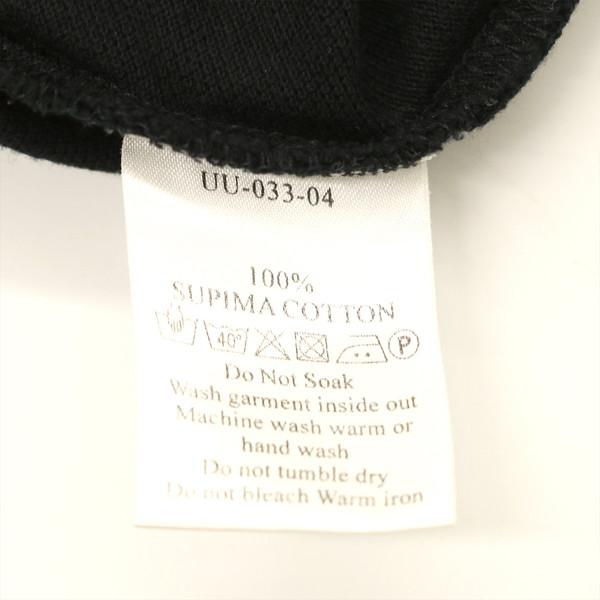 UU-033-04
100%
SUPIMA COTTON
40° P
Do Not Soak
Wash garment inside out
Machine wash warm or
hand wash
Do not tumble dry
Do not bleach Warm iron